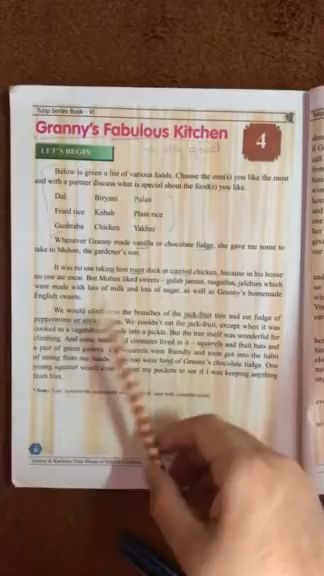 Tulip Series Book - VI
Granny's Fabulous Kitchen
4
LET'S BEGIN
Below is given a list of various foods. Choose the one(s) you like the most
and with a partner discuss what is special about the food(s) you like.
Dal Biryani Pulao
Fried rice Kabab Plain rice
Gushtaba Chicken Yakhni
Whenever Granny made vanilla or chocolate fudge, she gave me some to
take to Mohan, the gardener's son.
It was no use taking him roast duck or curried chicken, because in his house
no one ate meat. But Mohan liked sweets – gulab jamun, rasgullas, jalebies which
were made with lots of milk and lots of sugar, as well as Granny's homemade
English sweets.
We would climb the branches of the jack-fruit tree and eat fudge of
peppermints or. We couldn't eat the jack-fruit, except when it was
cooked as a vegetable into a pickle. But the tree itself was wonderful for
climbing. And some creatures lived in it – squirrels and fruit bats and
a pair of green. The squirrels were friendly and soon got into the habit
of eating from our hands. too were fond of Granny's chocolate fudge. One
young squirrel would even my pockets to see if I was keeping anything
from him.